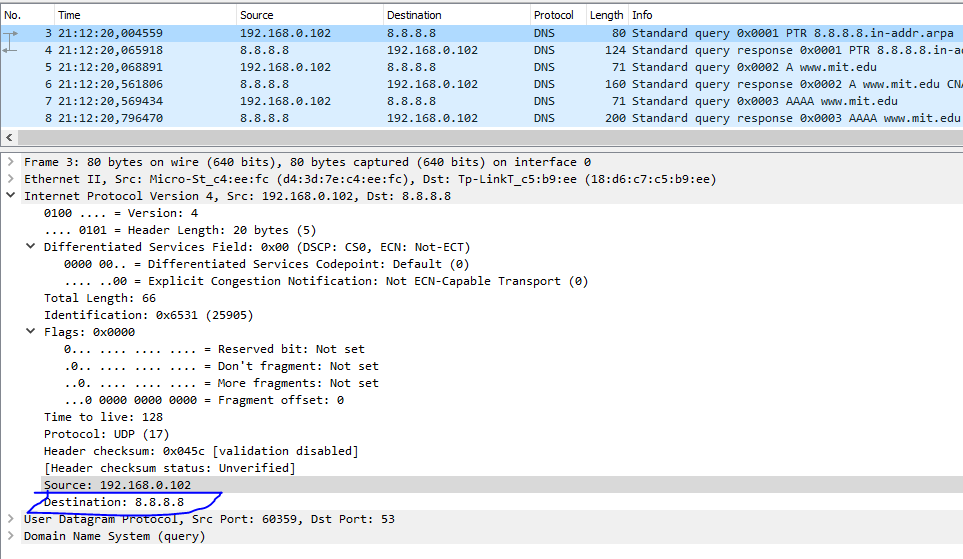 No. Time Source Destination Protocol Length Info
3 21:12:20,004559 192.168.0.102 8.8.8.8 DNS 80 Standard query 0x0001 PTR 8.8.8.8.in-addr.arpa
4 21:12:20,065918 8.8.8.8 192.168.0.102 DNS 124 Standard query response 0x0001 PTR 8.8.8.8.in-ad
5 21:12:20,068891 192.168.0.102 8.8.8.8 DNS 71 Standard query 0x0002 A www.mit.edu
6 21:12:20,561806 8.8.8.8 192.168.0.102 DNS 160 Standard query response 0x0002 A www.mit.edu CNA
7 21:12:20,569434 192.168.0.102 8.8.8.8 DNS 71 Standard query 0x0003 AAAA www.mit.edu
8 21:12:20,796470 8.8.8.8 192.168.0.102 DNS 200 Standard query response 0x0003 AAAA www.mit.edu
Frame 3: 80 bytes on wire (640 bits), 80 bytes captured (640 bits) on interface 0
Ethernet II, Src: Micro-St_c4:ee:fc (d4:3d:7e:c4:ee:fc), Dst: Tp-LinkT_c5:b9:ee (18:d6:c7:c5:b9:ee)
Internet Protocol Version 4, Src: 192.168.0.102, Dst: 8.8.8.8
0100 .... = Version: 4
.... 0101 = Header Length: 20 bytes (5)
Differentiated Services Field: 0x00 (DSCP: CS0, ECN: Not-ECT)
0000 00.. = Differentiated Services Codepoint: Default (0)
.... ..00 = Explicit Congestion Notification: Not ECN-Capable Transport (0)
Total Length: 66
Identification: 0x6531 (25905)
Flags: 0x0000
0... .... .... .... = Reserved bit: Not set
.0.. .... .... .... = Don't fragment: Not set
..0. .... .... .... = More fragments: Not set
...0 0000 0000 0000 = Fragment offset: 0
Time to live: 128
Protocol: UDP (17)
Header checksum: 0x045c [validation disabled]
[Header checksum status: Unverified]
Source: 192.168.0.102
Destination: 8.8.8.8
User Datagram Protocol, Src Port: 60359, Dst Port: 53
Domain Name System (query)